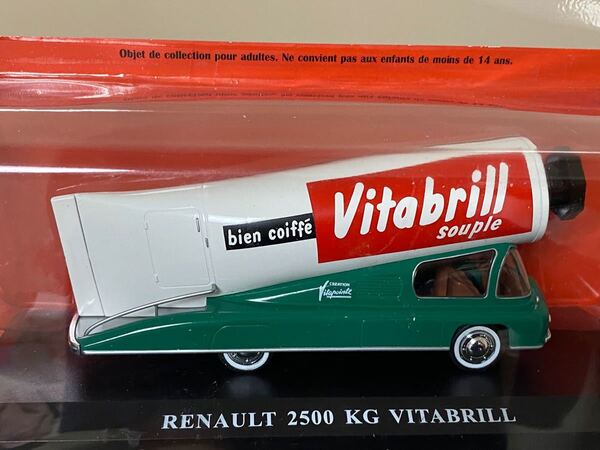 Objet de collection pour adultes. Ne convient pas aux enfants de moins de 14 ans.
bien coiffé
Vitabrill
souple
CREATION
Vitapointe
RENAULT 2500 KG VITABRILL